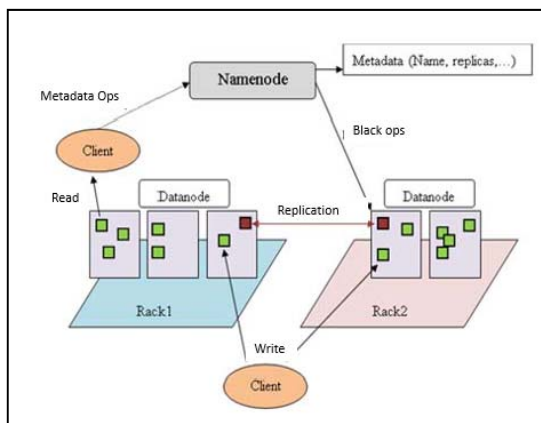 Metadata (Name, replicas,...)
Namenode
Metadata Ops
Black ops
Client
Read
Datanode
Datanode
Replication
Rack1
Rack2
Write
Client